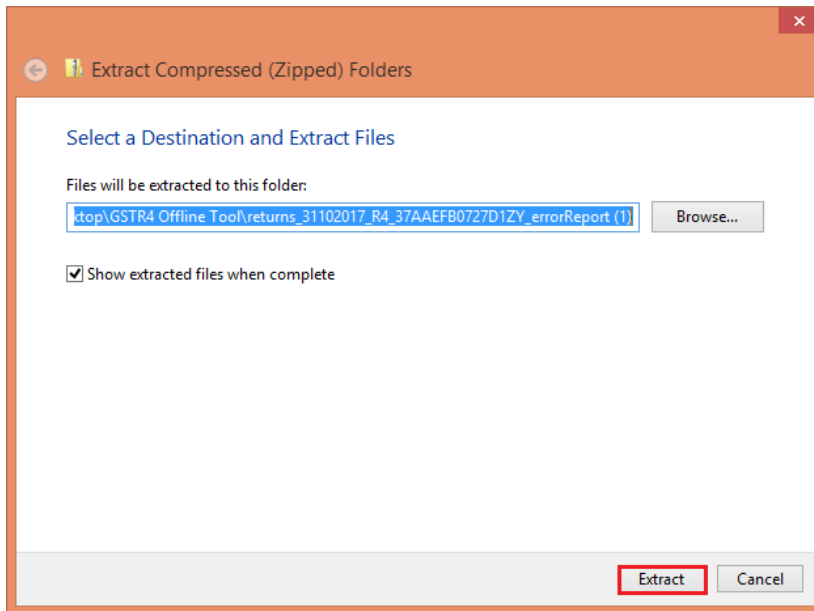 Extract Compressed (Zipped) Folders
Select a Destination and Extract Files
Files will be extracted to this folder:
ktop\GSTR4 Offline Tool\returns_31102017_R4_37AAEFB0727D1ZY_errorReport (1)
Browse...
Show extracted files when complete
Extract
Cancel